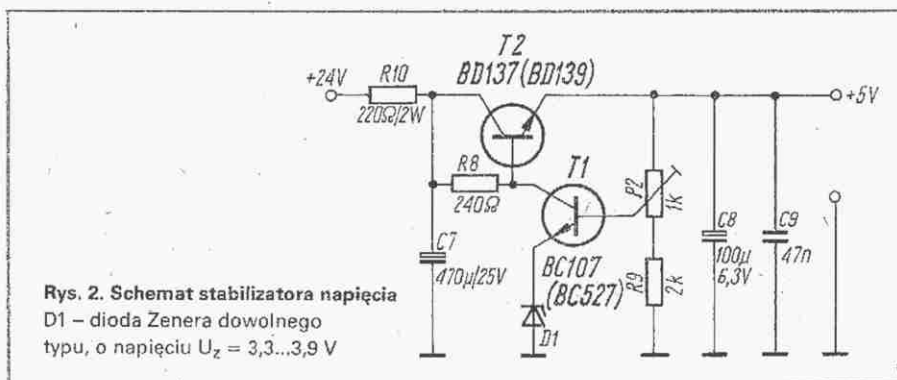 T2
BD137(BD139)
+24V
R10
220Ω/2W
+5V
R8
240Ω
T1
P2
1k
C7
470µ/25V
BC107
(BC527)
R9
2k
C8
100µ
6,3V
C9
47n
D1
Rys. 2. Schemat stabilizatora napięcia
D1 – dioda Zenera dowolnego
typu, o napięciu Uz = 3,3...3,9 V